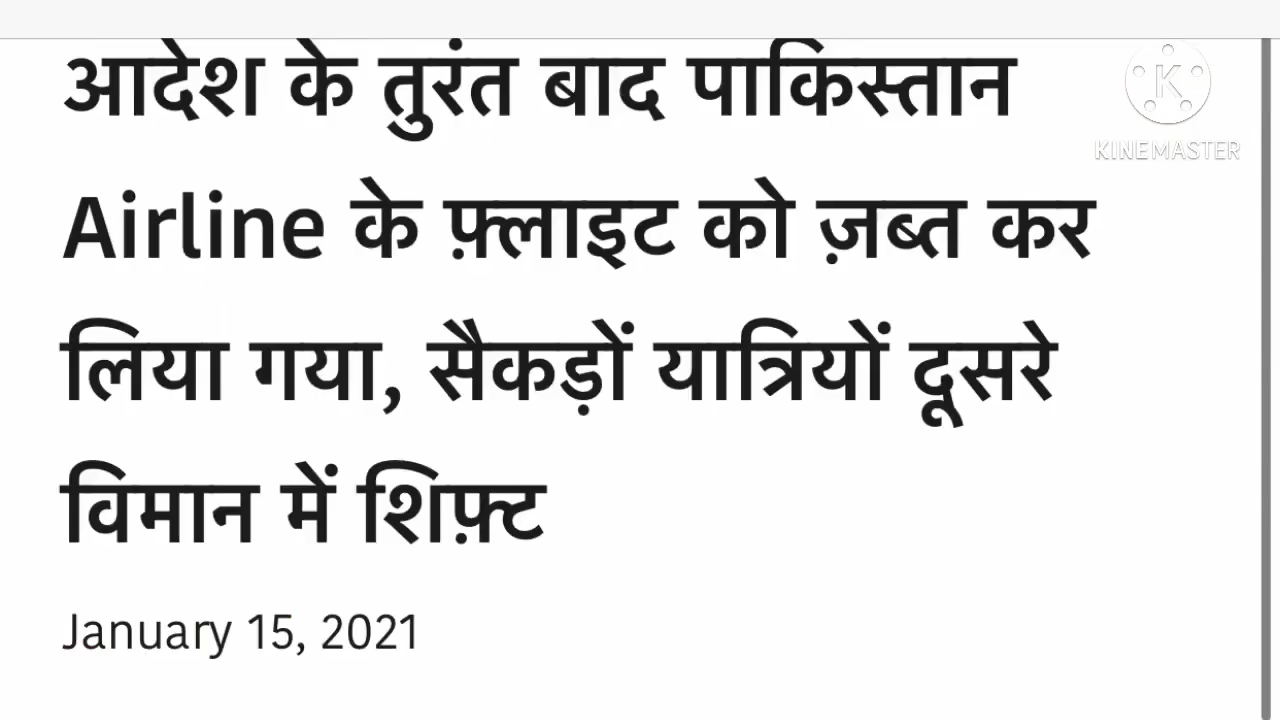 आदेश के तुरंत बाद पाकिस्तान
KINEMASTER
Airline के फ़्लाइट को ज़ब्त कर
लिया गया, सैकड़ों यात्रियों दूसरे
विमान में शिफ़्ट
January 15, 2021